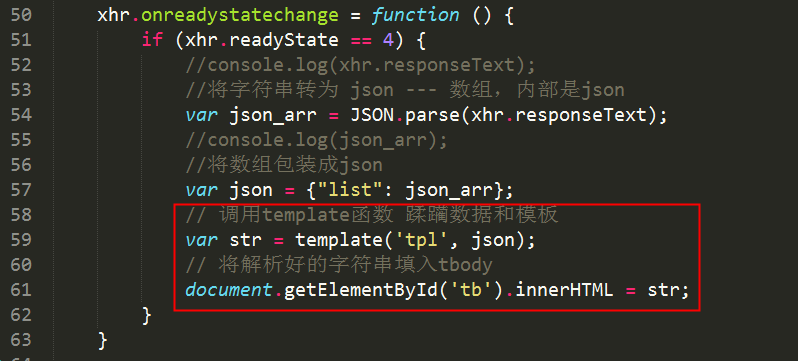 50 xhr.onreadystatechange = function () {
51 if (xhr.readyState == 4) {
52 //console.log(xhr.responseText);
53 //将字符串转为 json --- 数组，内部是json
54 var json_arr = JSON.parse(xhr.responseText);
55 //console.log(json_arr);
56 //将数组包装成json
57 var json = {"list": json_arr};
58 // 调用template函数 蹂躏数据和模板
59 var str = template('tpl', json);
60 // 将解析好的字符串填入tbody
61 document.getElementById('tb').innerHTML = str;
62 }
63 }